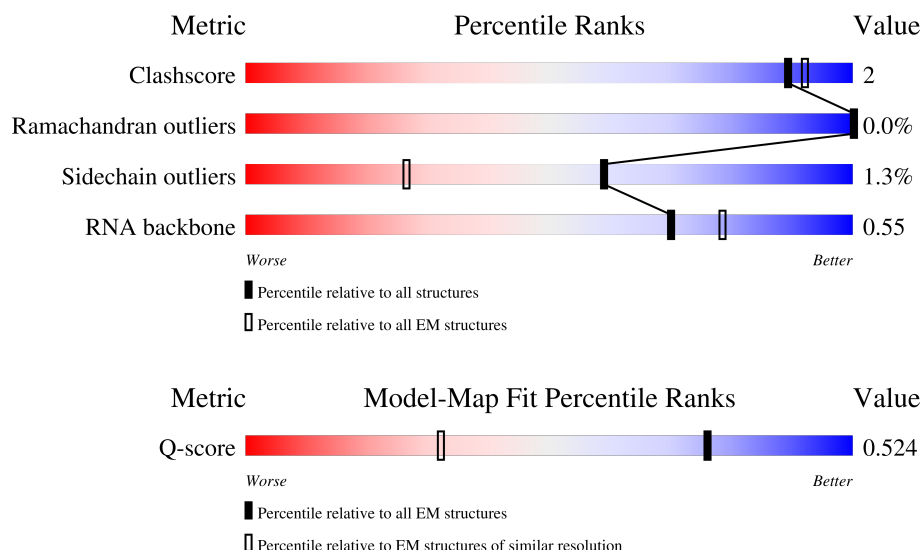 Metric Percentile Ranks Value
Clashscore 2
Ramachandran outliers 0.0%
Sidechain outliers 1.3%
RNA backbone 0.55
Worse Better
Percentile relative to all structures
Percentile relative to all EM structures
Metric Model-Map Fit Percentile Ranks Value
Q-score 0.524
Worse Better
Percentile relative to all EM structures
Percentile relative to EM structures of similar resolution